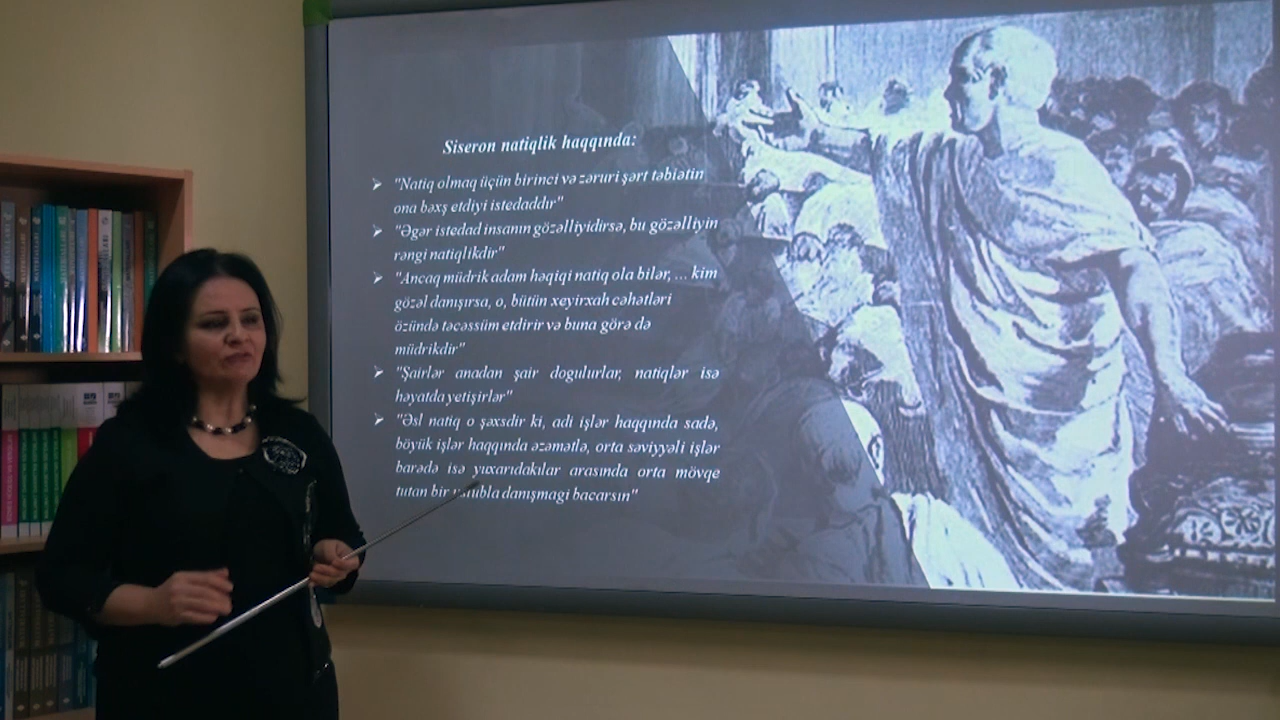 Siseron natiqlik haqqında:
➢ "Natiq olmaq üçün birinci və zəruri şərt təbiətin
ona bəxş etdiyi istedaddır"
➢ "Əgər istedad insanın gözəlliyidirsə, bu gözəlliyin
rəngi natiqlikdir"
➢ "Ancaq müdrik adam həqiqi natiq ola bilər, ... kim
gözəl danışırsa, o, bütün xeyirxah cəhətləri
özündə təcəssüm etdirir və buna görə də
müdrikdir"
➢ "Şairlər anadan şair dogulurlar, natiqlər isə
həyatda yetişirlər"
➢ "Əsl natiq o şəxsdir ki, adi işlər haqqında sadə,
böyük işlər haqqında əzəmətlə, orta səviyyəli işlər
barədə isə yuxarıdakılar arasında orta mövqe
tutan bir danışmagi bacarsın"